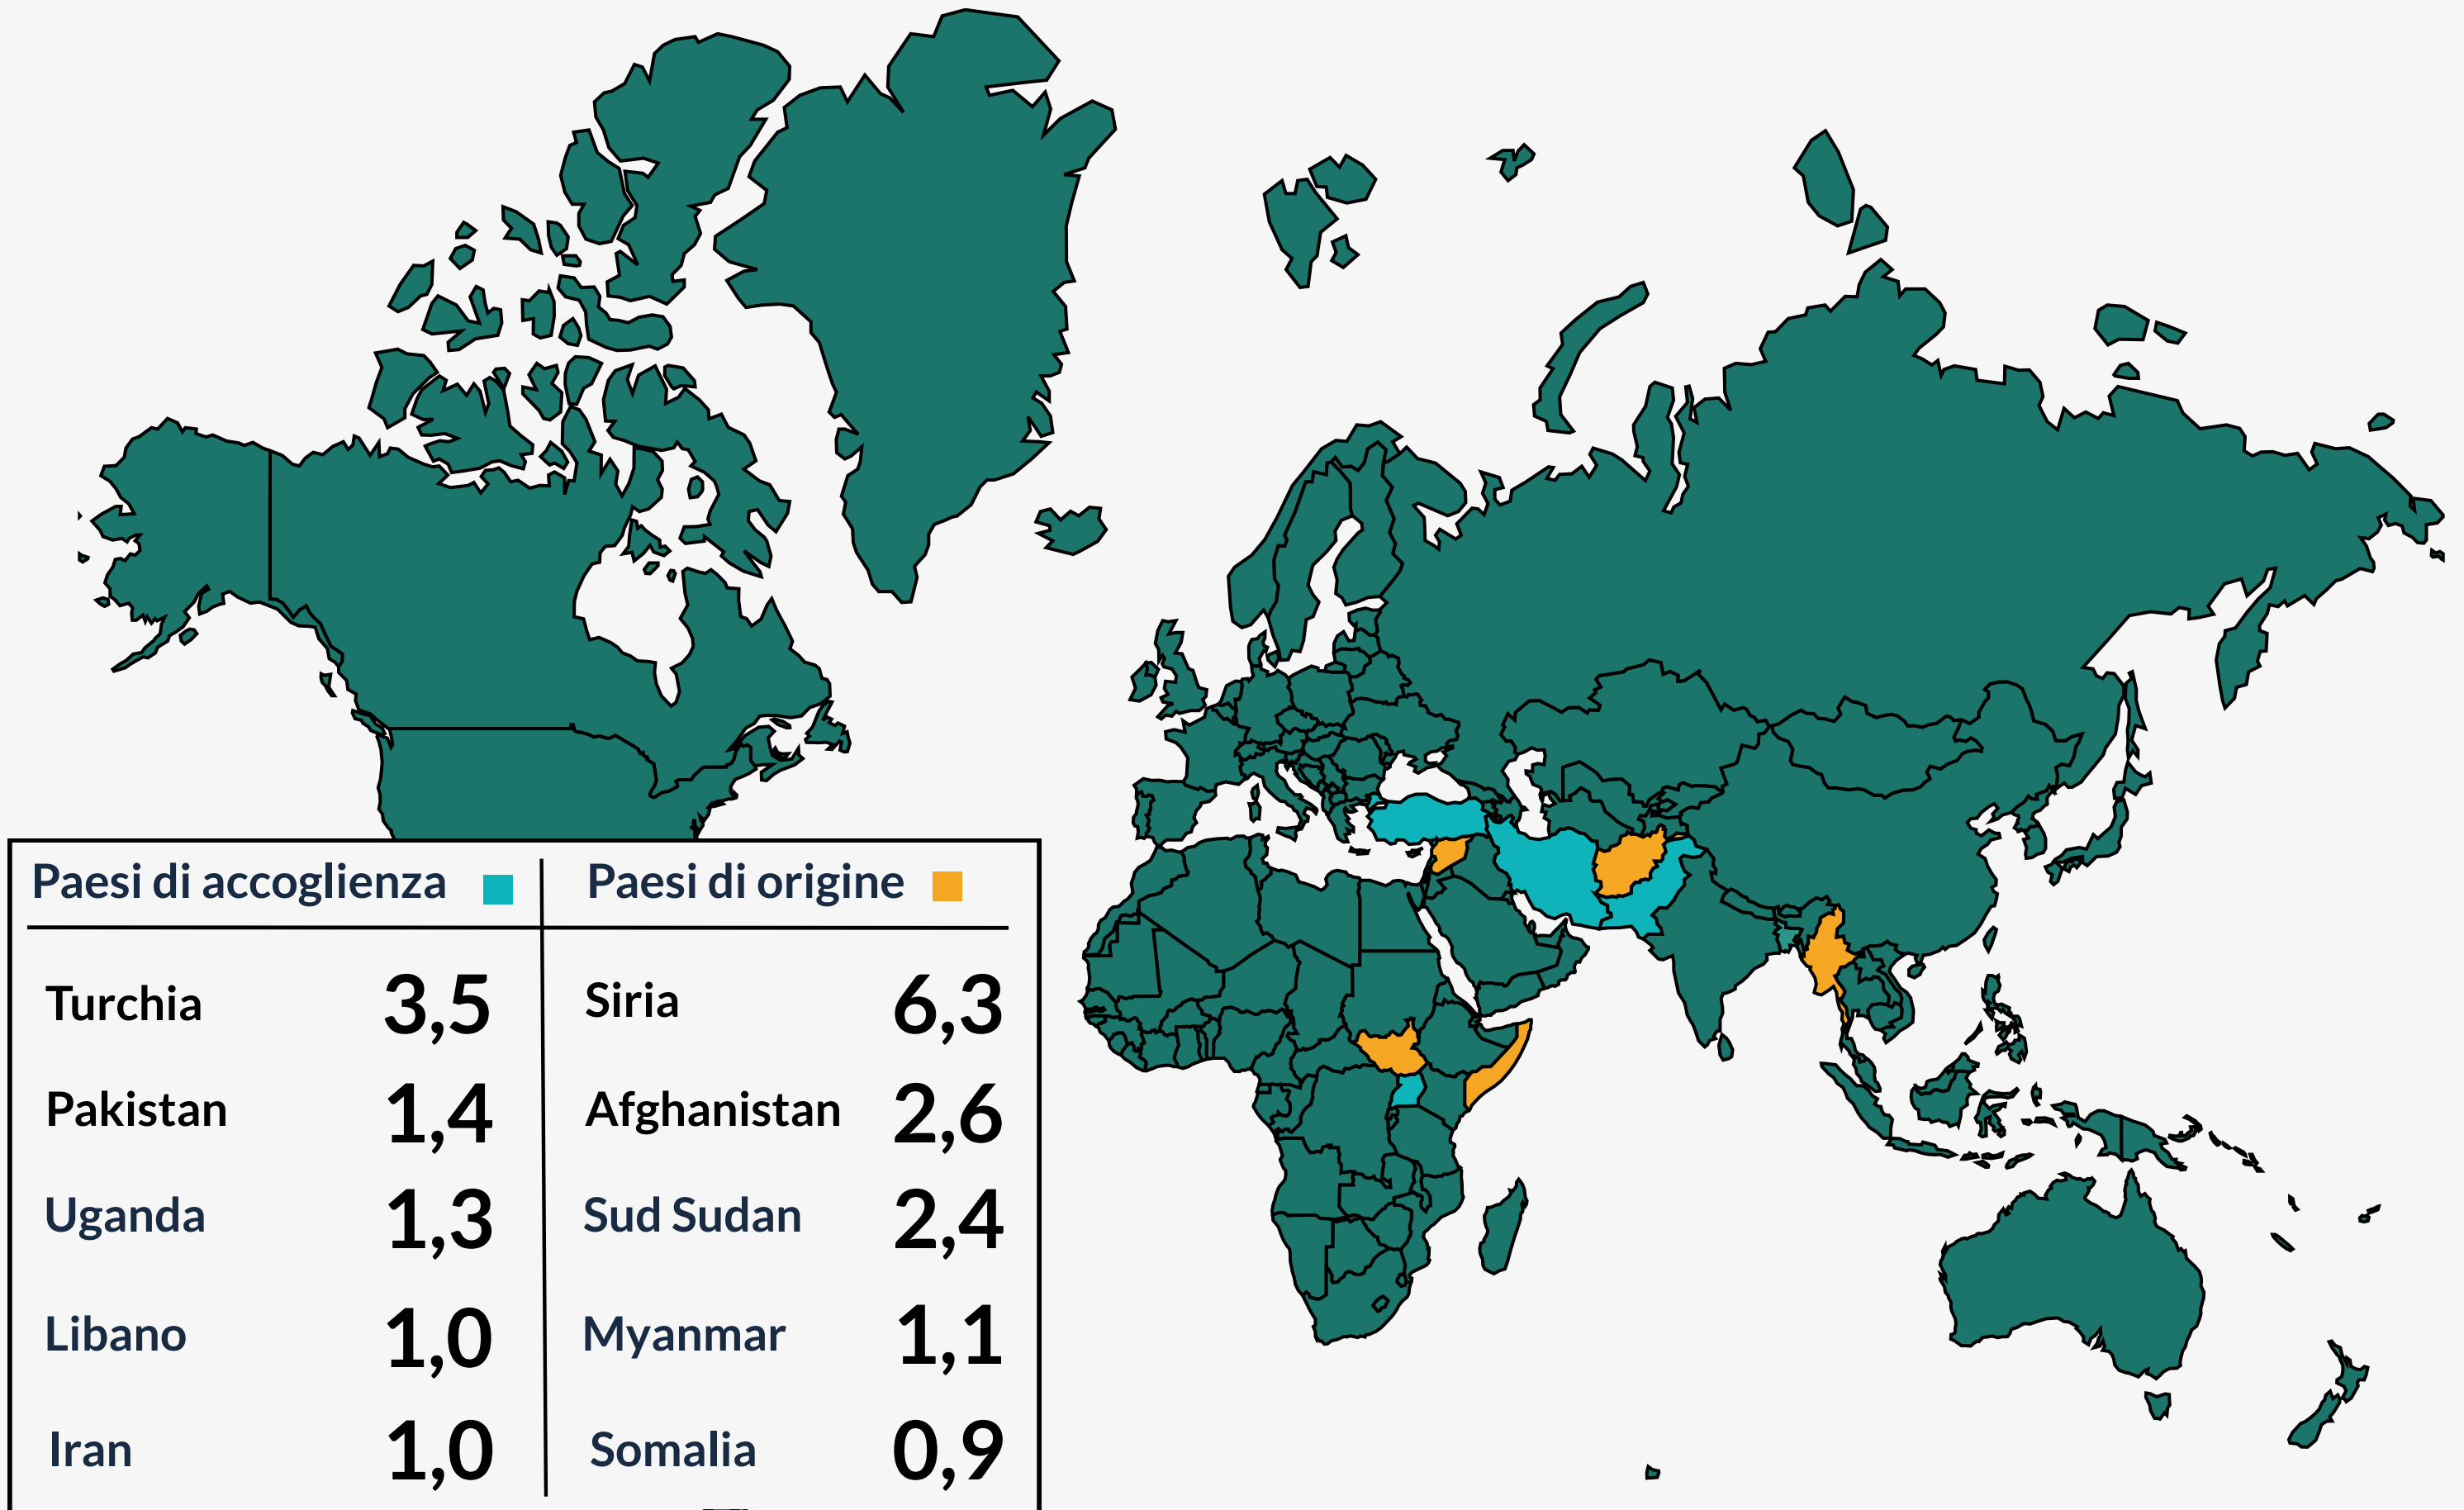 Paesi di accoglienza Paesi di origine
Turchia 3,5 Siria 6,3
Pakistan 1,4 Afghanistan 2,6
Uganda 1,3 Sud Sudan 2,4
Libano 1,0 Myanmar 1,1
Iran 1,0 Somalia 0,9